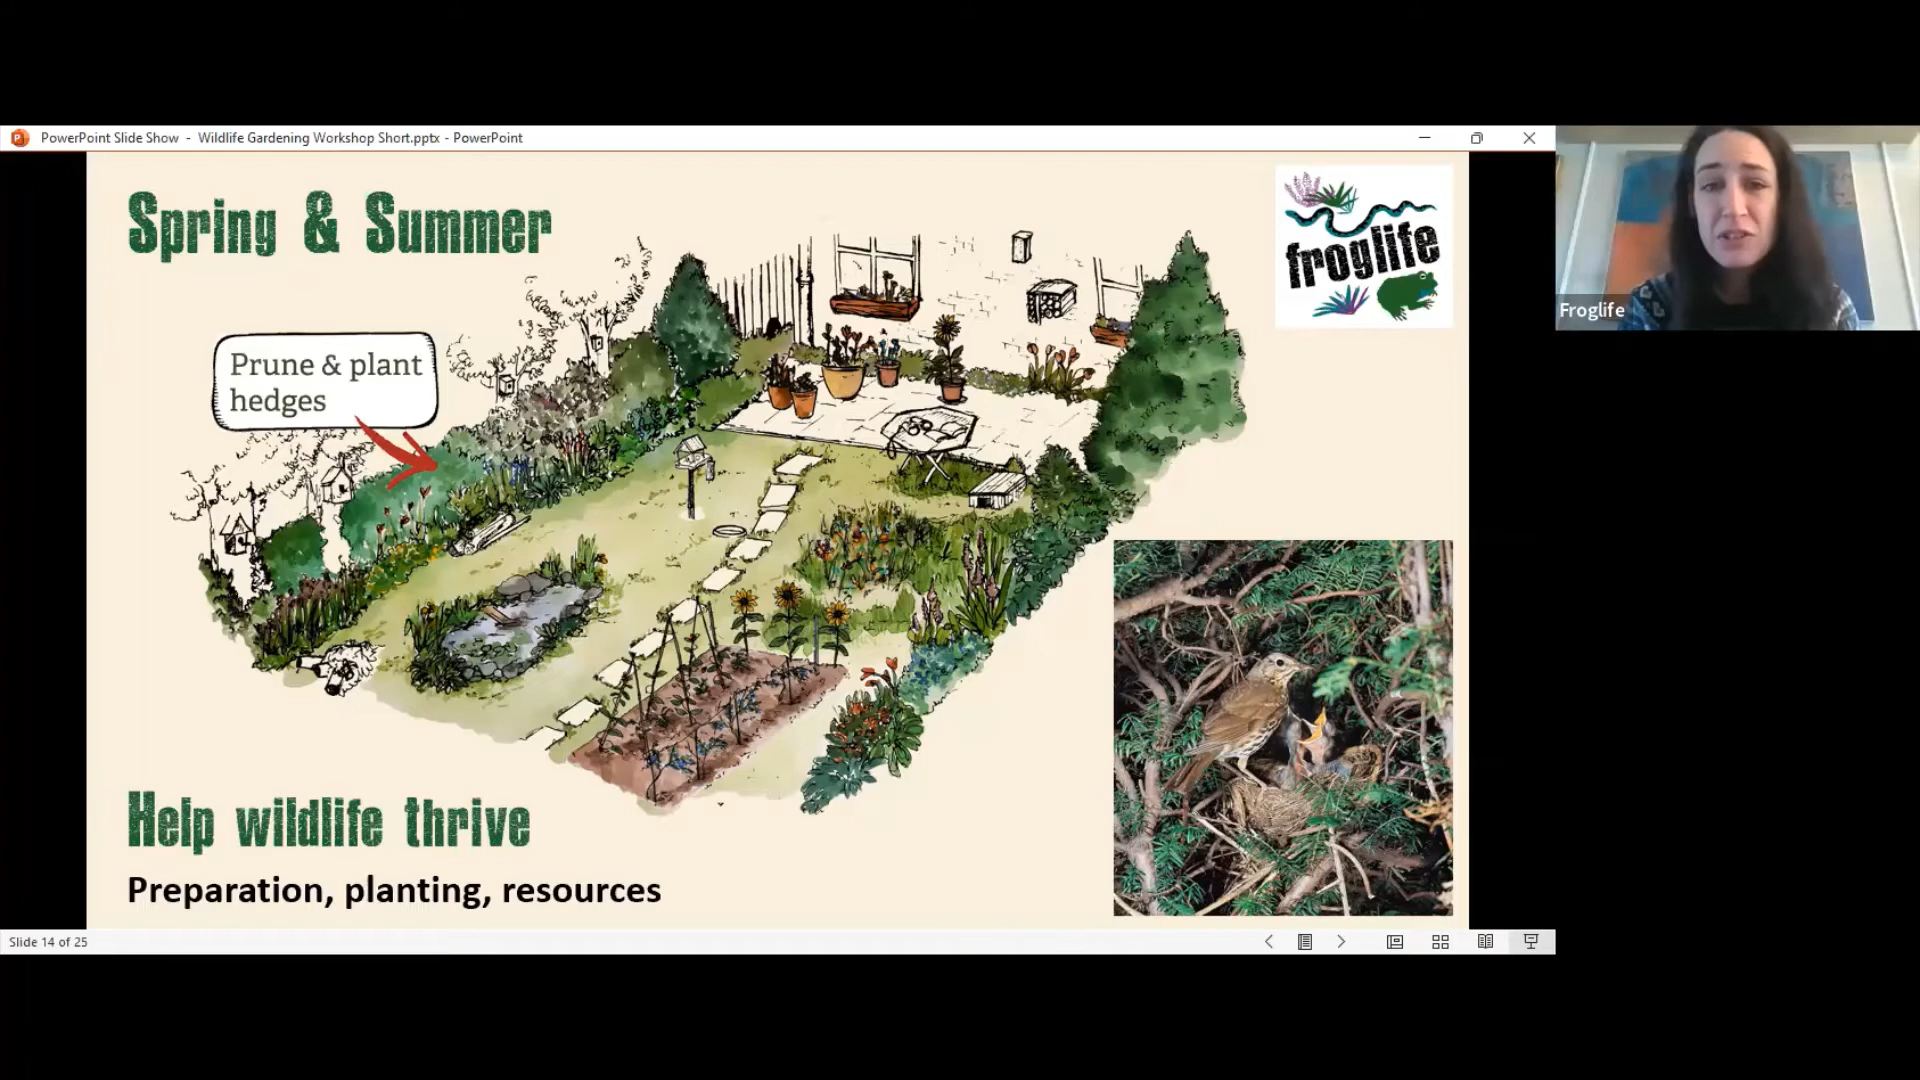 PowerPoint Slide Show - Wildlife Gardening Workshop Short.pptx - PowerPoint
Spring & Summer
froglife
Froglife
Prune & plant
hedges
Help wildlife thrive
Preparation, planting, resources
Slide 14 of 25